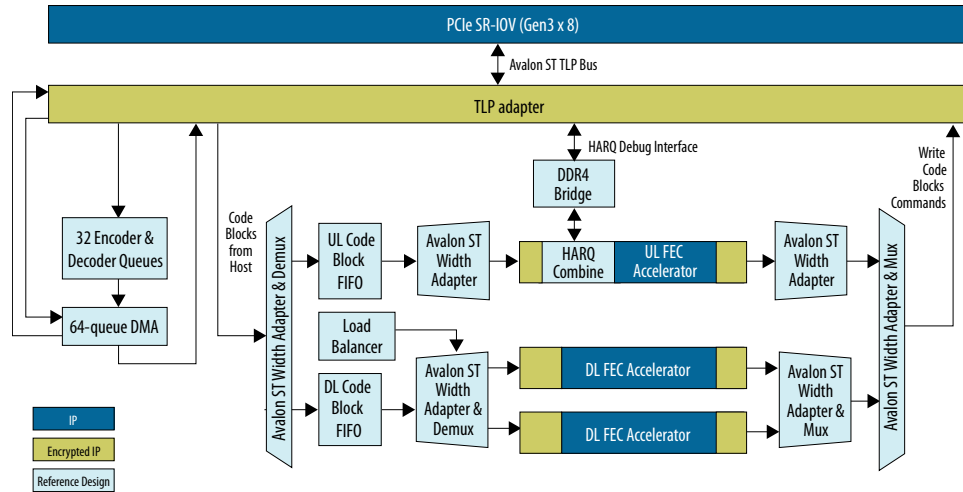 PCIe SR-IOV (Gen3 x 8)
Avalon ST TLP Bus
TLP adapter
HARQ Debug Interface
DDR4
Bridge
Write
Code
Blocks
Commands
Code
Blocks
from
Host
32 Encoder &
Decoder Queues
64-queue DMA
Avalon ST Width Adapter & Demux
UL Code
Block
FIFO
Avalon ST
Width
Adapter
HARQ
Combine
UL FEC
Accelerator
Avalon ST
Width
Adapter
Avalon ST Width Adapter & Mux
Load
Balancer
DL Code
Block
FIFO
Avalon ST
Width
Adapter &
Demux
DL FEC Accelerator
DL FEC Accelerator
Avalon ST
Width
Adapter &
Mux
IP
Encrypted IP
Reference Design